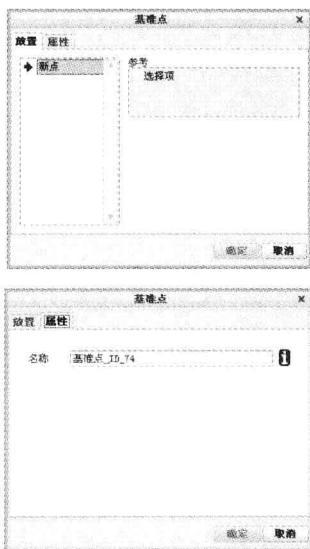 基准点
放置 属性
新点
参考
选择项
确定 取消
基准点
放置 属性
名称 基准点_ID_74
确定 取消